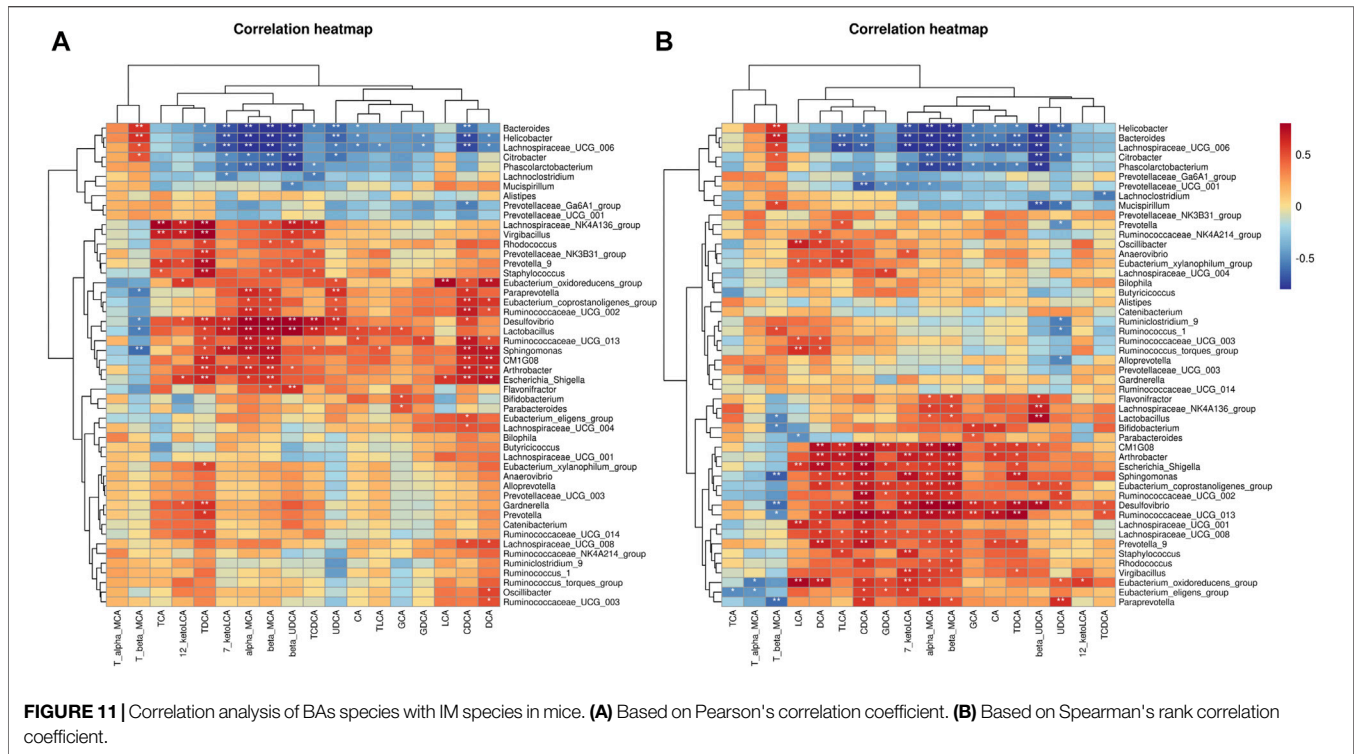 A
Correlation heatmap
Bacteroides
Helicobacter
Lachnospiraceae_UCG_006
Citrobacter
Phascolarctobacterium
Lachnoclostridium
Mucispirillum
Alistipes
Prevotellaceae_Ga6A1_group
Prevotellaceae_UCG_001
Lachnospiraceae_NK4A136_group
Virgibacillus
Rhodococcus
Prevotellaceae_NK3B31_group
Prevotella_9
Staphylococcus
Eubacterium_oxidoreducens_group
Paraprevotella
Eubacterium_coprostanoligenes_group
Ruminococcaceae_UCG_002
Desulfovibrio
Lactobacillus
Ruminococcaceae_UCG_013
Sphingomonas
CM1G08
Arthrobacter
Escherichia_Shigella
Flavonifractor
Bifidobacterium
Parabacteroides
Eubacterium_eligens_group
Lachnospiraceae_UCG_004
Bilophila
Butyricicoccus
Lachnospiraceae_UCG_001
Eubacterium_xylanophilum_group
Anaerovibrio
Alloprevotella
Prevotellaceae_UCG_003
Gardnerella
Prevotella
Catenibacterium
Ruminococcaceae_UCG_014
Lachnospiraceae_UCG_008
Ruminococcaceae_NK4A214_group
Ruminiclostridium_9
Ruminococcus_1
Ruminococcus_torques_group
Oscillibacter
Ruminococcaceae_UCG_003
T_alpha_MCA
T_beta_MCA
TCA
12_ketoLCA
TDCA
7_ketoLCA
alpha_MCA
beta_MCA
beta_UDCA
TCDCA
UDCA
CA
TLCA
GCA
GDCA
LCA
CDCA
DCA
B
Correlation heatmap
Helicobacter
Bacteroides
Lachnospiraceae_UCG_006
Citrobacter
Phascolarctobacterium
Prevotellaceae_Ga6A1_group
Prevotellaceae_UCG_001
Lachnoclostridium
Mucispirillum
Prevotellaceae_NK3B31_group
Prevotella
Ruminococcaceae_NK4A214_group
Oscillibacter
Anaerovibrio
Eubacterium_xylanophilum_group
Lachnospiraceae_UCG_004
Bilophila
Butyricicoccus
Alistipes
Catenibacterium
Ruminiclostridium_9
Ruminococcus_1
Ruminococcaceae_UCG_003
Ruminococcus_torques_group
Alloprevotella
Prevotellaceae_UCG_003
Gardnerella
Ruminococcaceae_UCG_014
Flavonifractor
Lachnospiraceae_NK4A136_group
Lactobacillus
Bifidobacterium
Parabacteroides
CM1G08
Arthrobacter
Escherichia_Shigella
Sphingomonas
Eubacterium_coprostanoligenes_group
Ruminococcaceae_UCG_002
Desulfovibrio
Ruminococcaceae_UCG_013
Lachnospiraceae_UCG_001
Lachnospiraceae_UCG_008
Prevotella_9
Staphylococcus
Rhodococcus
Virgibacillus
Eubacterium_oxidoreducens_group
Eubacterium_eligens_group
Paraprevotella
TCA
T_alpha_MCA
T_beta_MCA
LCA
DCA
TLCA
CDCA
GDCA
7_ketoLCA
alpha_MCA
beta_MCA
GCA
CA
TDCA
beta_UDCA
UDCA
12_ketoLCA
TCDCA
0.5
0
-0.5
FIGURE 11 | Correlation analysis of BAs species with IM species in mice. (A) Based on Pearson's correlation coefficient. (B) Based on Spearman's rank correlation
coefficient.